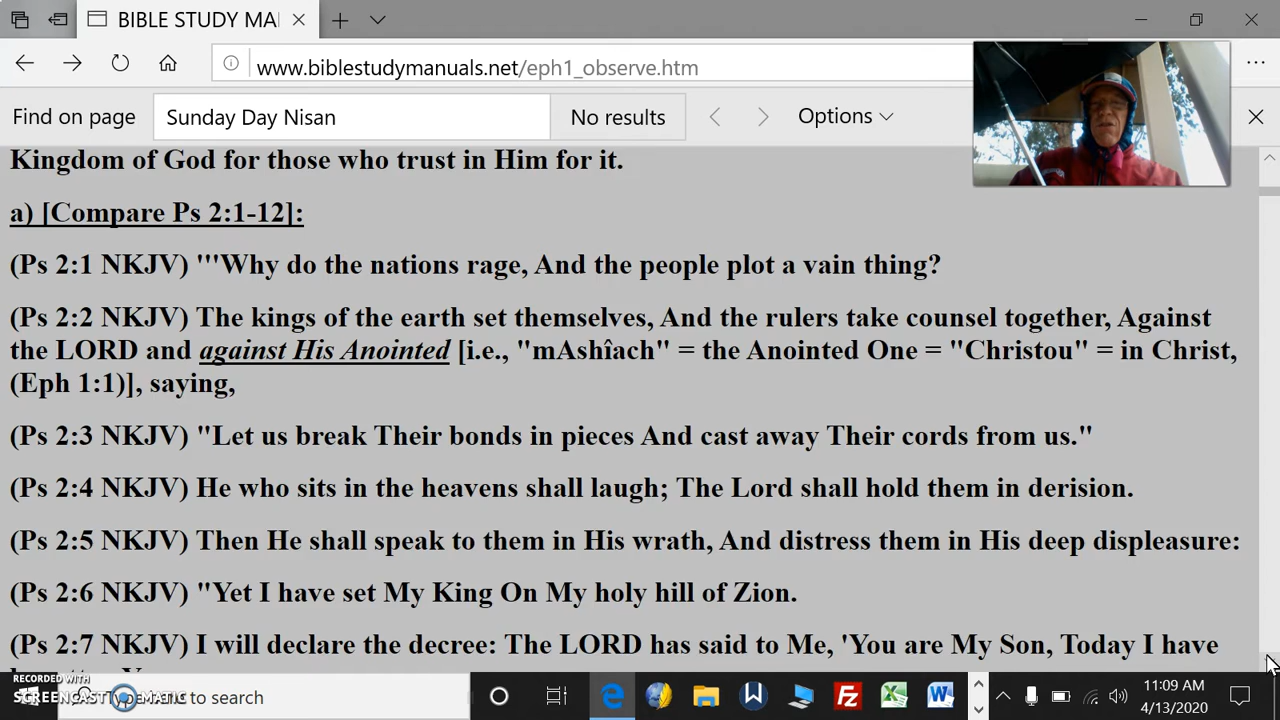 BIBLE STUDY MA
www.biblestudymanuals.net/eph1_observe.htm
Find on page
Sunday Day Nisan
No results
Options
Kingdom of God for those who trust in Him for it.
a) [Compare Ps 2:1-12]:
(Ps 2:1 NKJV) '"Why do the nations rage, And the people plot a vain thing?
(Ps 2:2 NKJV) The kings of the earth set themselves, And the rulers take counsel together, Against
the LORD and against His Anointed [i.e., "mAshîach" = the Anointed One = "Christou" = in Christ,
(Eph 1:1)], saying,
(Ps 2:3 NKJV) "Let us break Their bonds in pieces And cast away Their cords from us."
(Ps 2:4 NKJV) He who sits in the heavens shall laugh; The Lord shall hold them in derision.
(Ps 2:5 NKJV) Then He shall speak to them in His wrath, And distress them in His deep displeasure:
(Ps 2:6 NKJV) "Yet I have set My King On My holy hill of Zion.
(Ps 2:7 NKJV) I will declare the decree: The LORD has said to Me, 'You are My Son, Today I have
RECORDED WITH
SCREENCAST MATIC
Type here to search
11:09 AM
4/13/2020